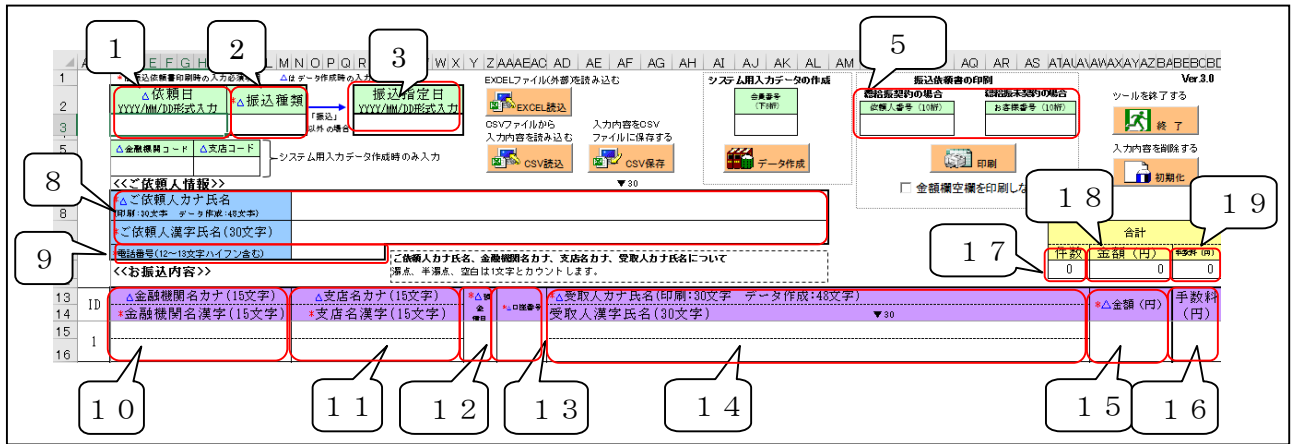 １
２
３
５
E F G H
M N O P Q R
W X Y Z AAAEAC AD AE AF AG AH AI AJ AK AL AM
AQ AR AS
1
△は データ作成時の入
EXCELファイル(外部)を読み込む
システム用入力データの作成
振込依頼書の印刷
Ver.3.0
△依頼日
YYYY/MM/DD形式入力
*△振込種類
「振込」
以外の場合
振込指定日
YYYY/MM/DD形式入力
EXCEL読込
会員番号
(下8桁)
総給振契約の場合
総給振未契約の場合
依頼人番号 (10桁)
お客様番号 (10桁)
ツールを終了する
2
終 了
3
CSVファイルから
入力内容を読み込む
入力内容をCSV
ファイルに保存する
入力内容を削除する
5
△金融機関コード
△支店コード
システム用入力データ作成時のみ入力
CSV読込
CSV保存
データ作成
印刷
初期化
▼30
□ 金額欄空欄を印刷しな
８
<<ご依頼人情報>>
*△ご依頼人カナ氏名
(印刷:30文字 データ作成:48文字)
8
*ご依頼人漢字氏名(30文字)
９
*電話番号(12～13文字ハイフン含む)
ご依頼人カナ氏名、金融機関名カナ、支店名カナ、受取人カナ氏名について
濁点、半濁点、空白は1文字とカウントします。
１７
１８
１９
合計
件数
金額 (円)
手数料 (円)
0
0
0
<<お振込内容>>
13
14
ID
△金融機関名カナ(15文字)
*金融機関名漢字(15文字)
△支店名カナ(15文字)
*支店名漢字(15文字)
*△口座番号
*△受取人カナ氏名(印刷:30文字 データ作成:48文字)
受取人漢字氏名(30文字)
▼30
*△金額 (円)
手数料
(円)
15
1
16
１０
１１
１２
１３
１４
１５
１６